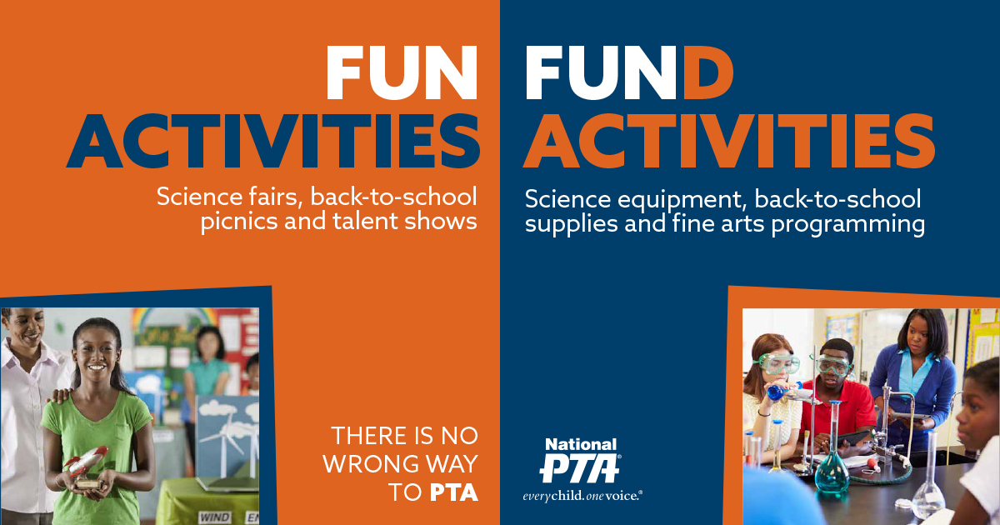 FUN
ACTIVITIES
Science fairs, back-to-school
picnics and talent shows
THERE IS NO
WRONG WAY
TO PTA
WIND
EN
FUND
ACTIVITIES
Science equipment, back-to-school
supplies and fine arts programming
National
PTA®
everychild.onevoice.®